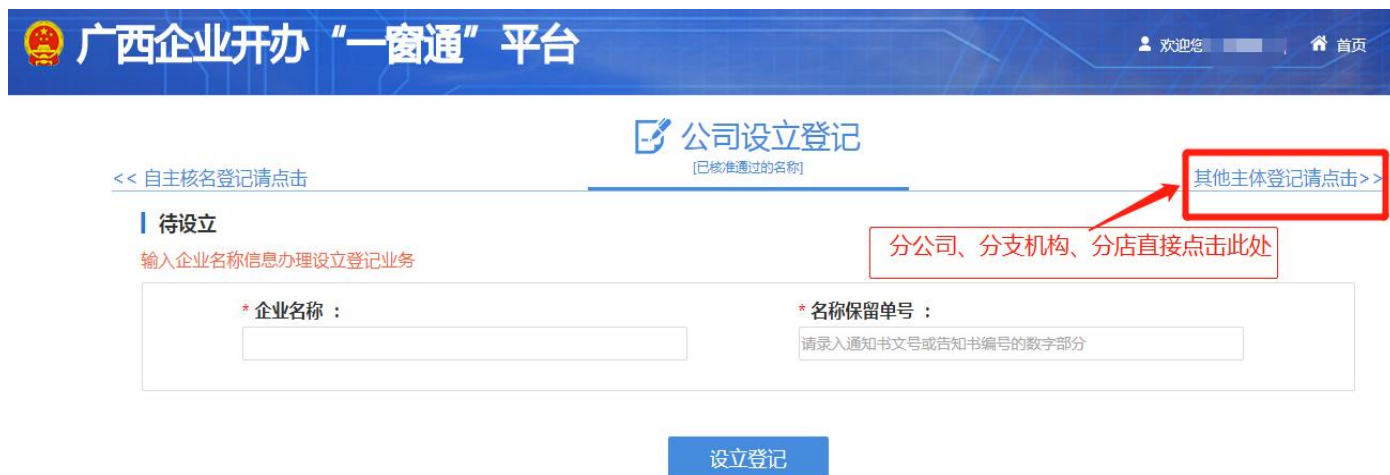 广西企业开办“一窗通”平台
欢迎您 首页
公司设立登记
[已核准通过的名称]
<< 自主核名登记请点击
其他主体登记请点击>>
待设立
分公司、分支机构、分店直接点击此处
输入企业名称信息办理设立登记业务
* 企业名称 ：
* 名称保留单号 ：
请录入通知书文号或告知书编号的数字部分
设立登记